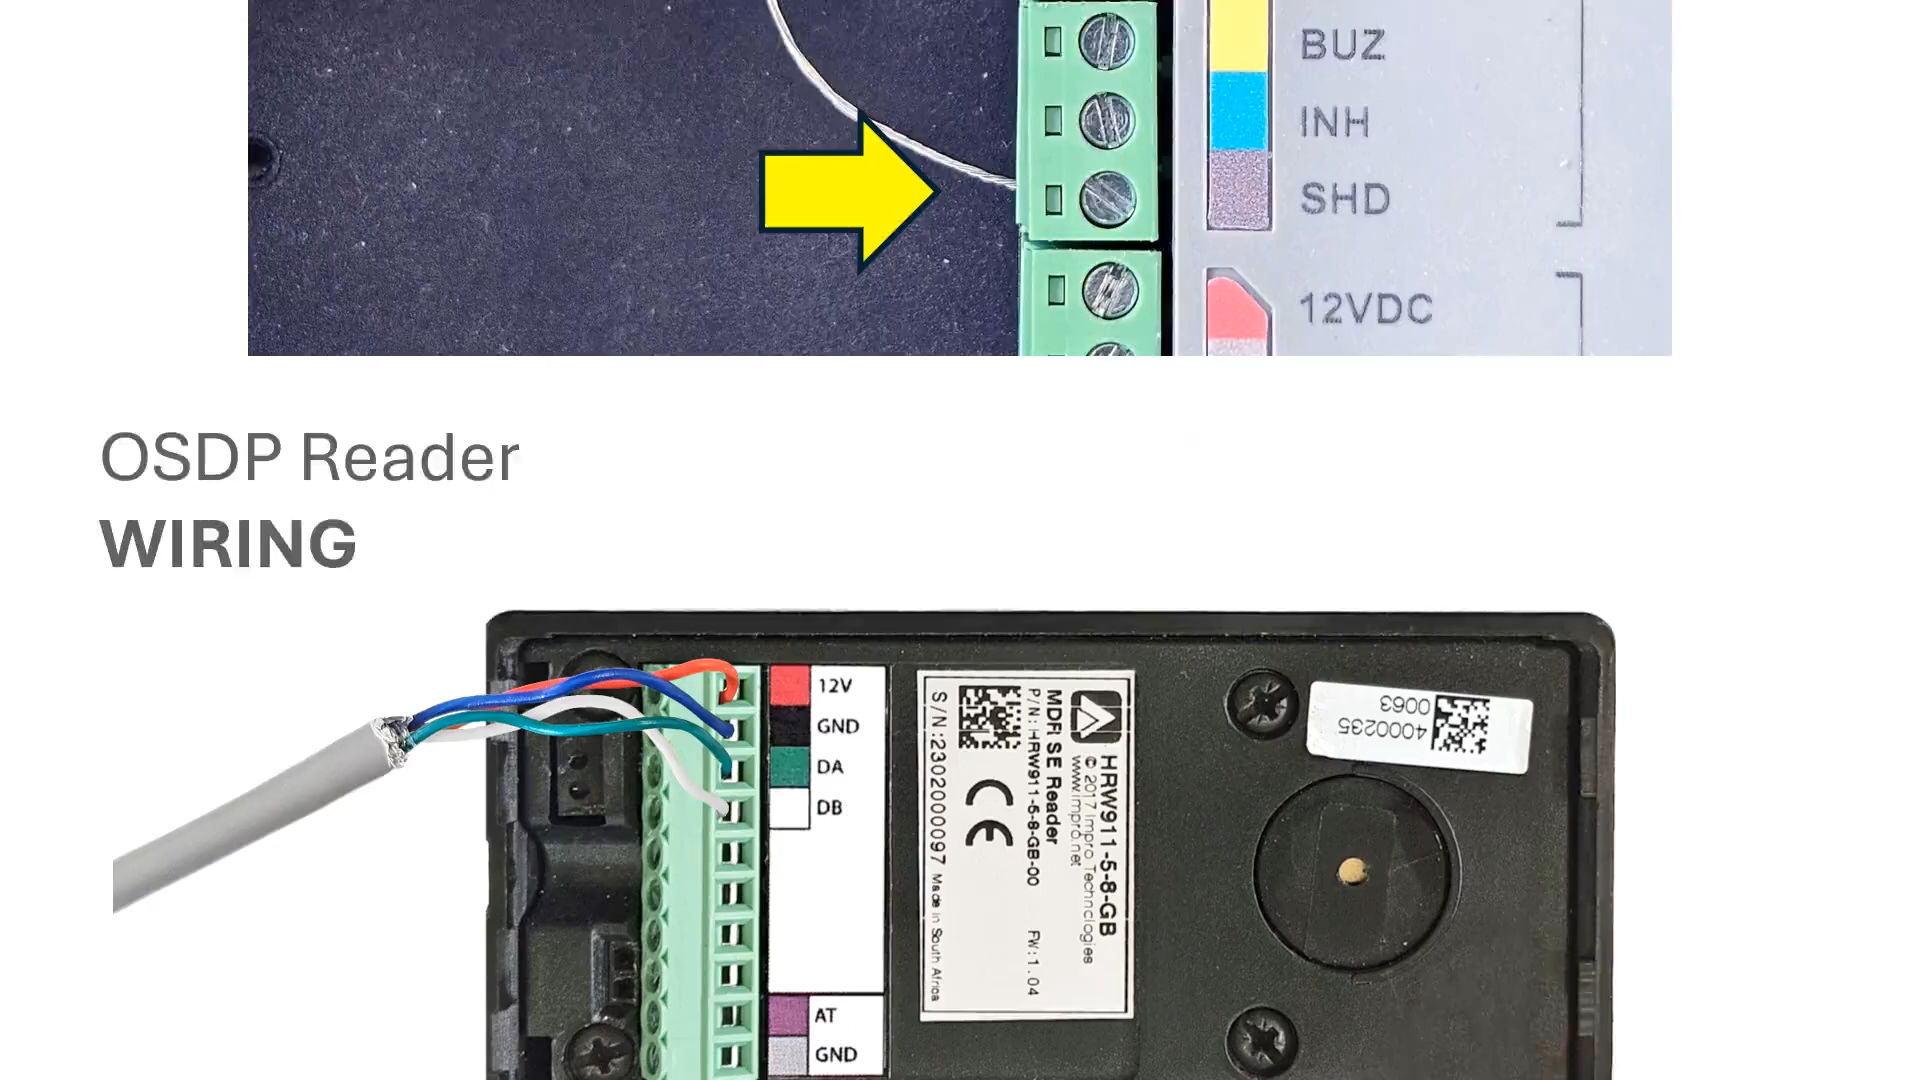 BUZ
INH
SHD
12VDC
OSDP Reader
WIRING
12V
GND
DA
DB
AT
GND
HRW911-5-8-GB
© 2017 Impro Technologies
www.impro.net
MDR SE Reader
P/N:HRW911-5-8-GB-00 FW:1.04
S/N:2302000097 Made in South Africa
4000235
0063